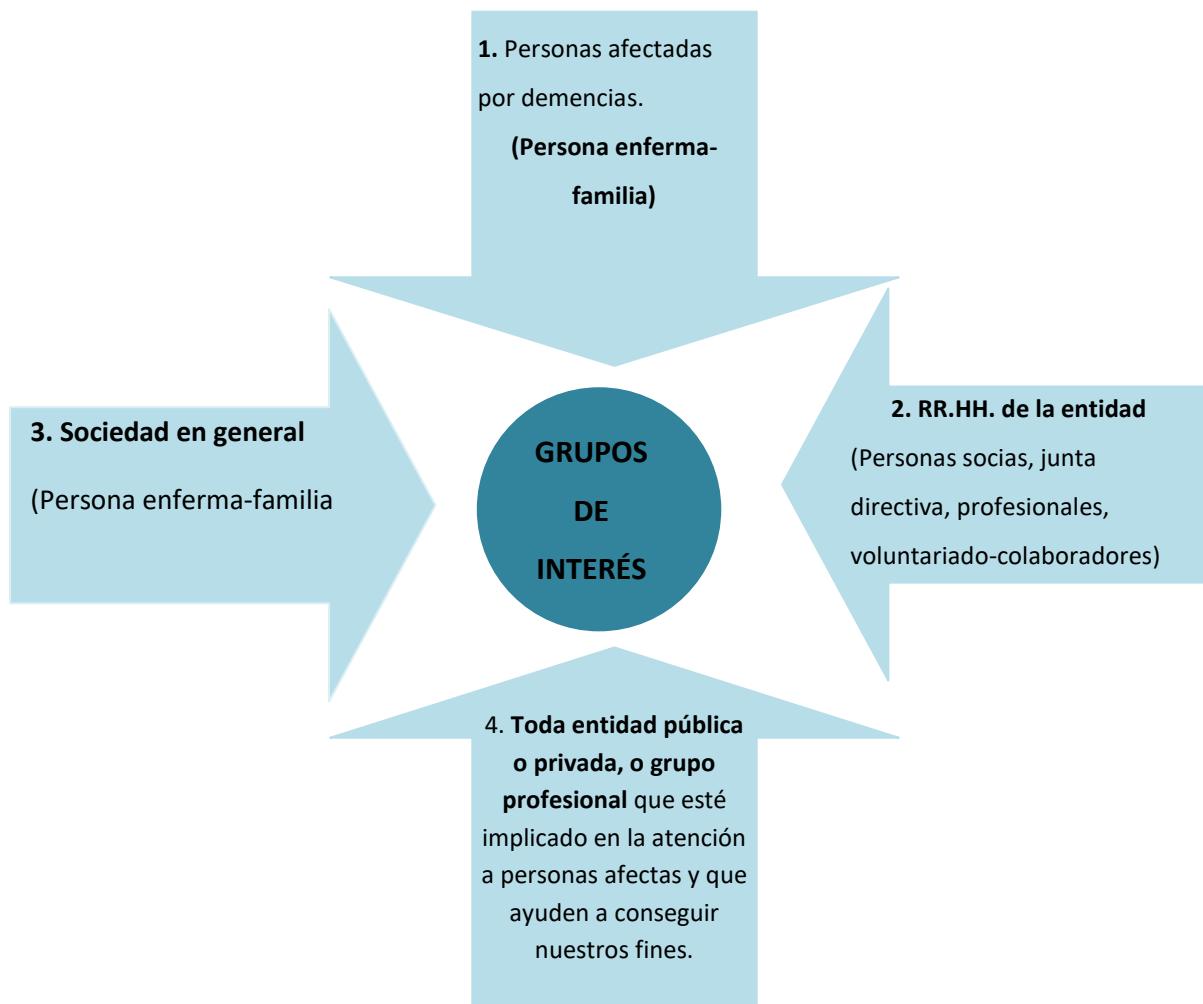 1. Personas afectadas
por demencias.
(Persona enferma-
familia)
2. RR.HH. de la entidad
(Personas socias, junta
directiva, profesionales,
voluntariado-colaboradores)
3. Sociedad en general
(Persona enferma-familia
GRUPOS
DE
INTERÉS
4. Toda entidad pública
o privada, o grupo
profesional que esté
implicado en la atención
a personas afectas y que
ayuden a conseguir
nuestros fines.